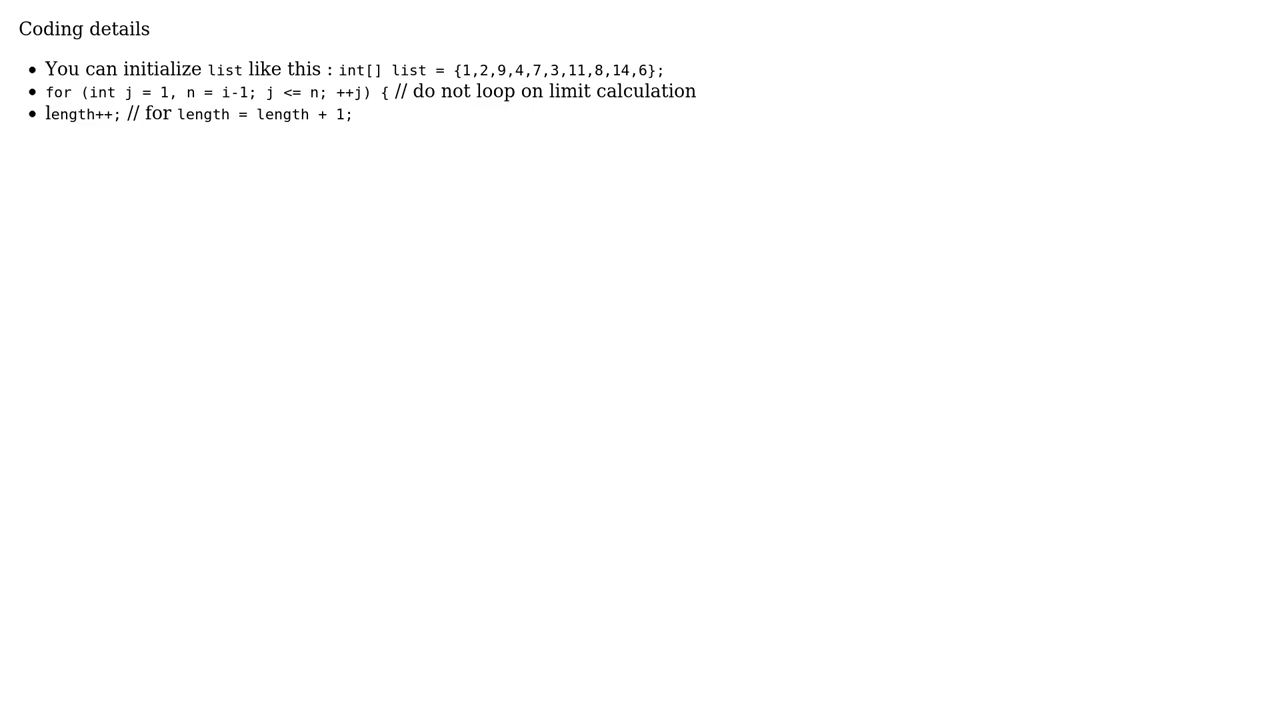 Coding details
• You can initialize list like this : int[] list = {1,2,9,4,7,3,11,8,14,6};
• for (int j = 1, n = i-1; j <= n; ++j) { // do not loop on limit calculation
• length++; // for length = length + 1;